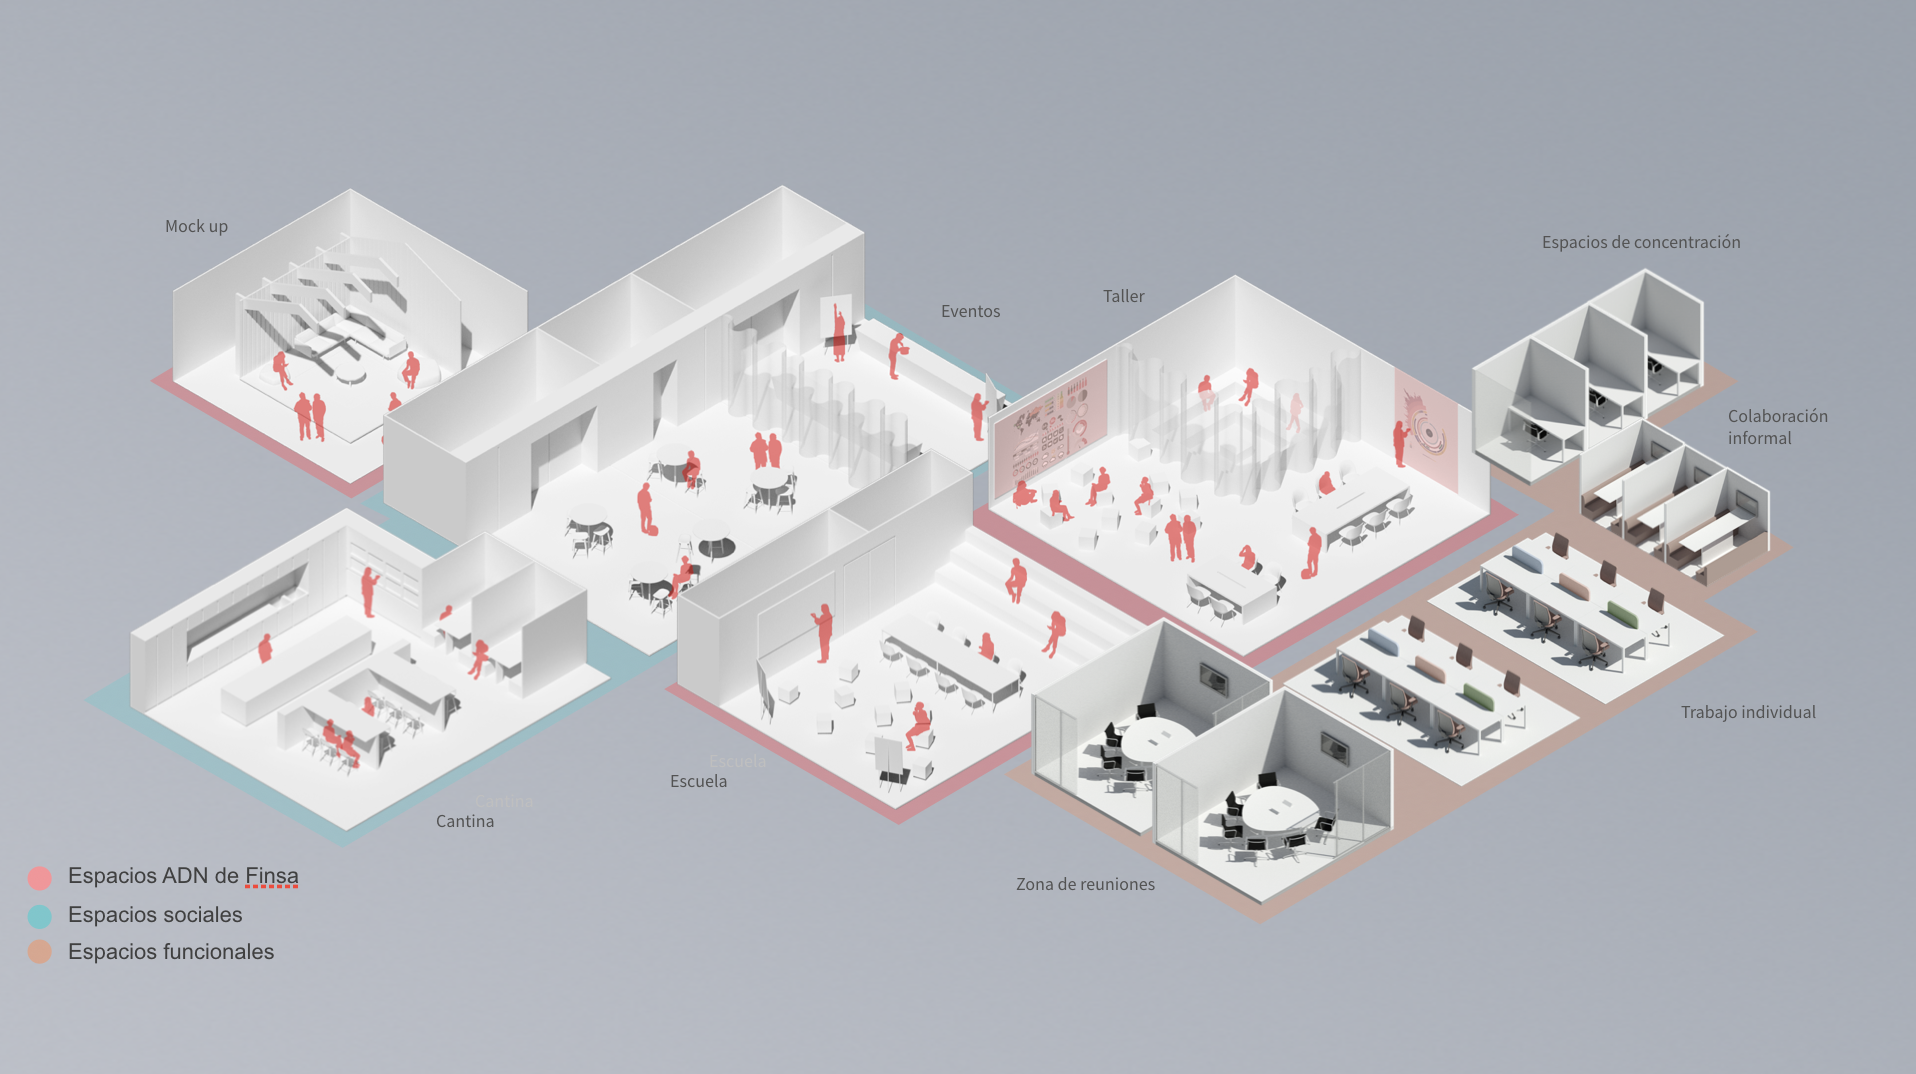 Mock up
Eventos
Taller
Espacios de concentración
Colaboración
informal
Trabajo individual
Escuela
Escuela
Cantina
Cantina
Zona de reuniones
Espacios ADN de Finsa
Espacios sociales
Espacios funcionales